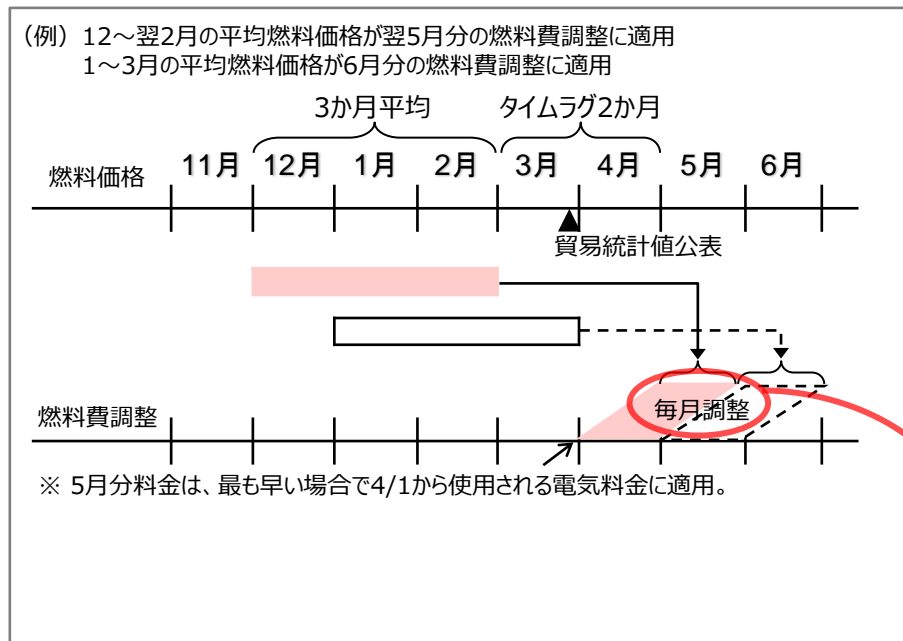 （例）12～翌2月の平均燃料価格が翌5月分の燃料費調整に適用
1～3月の平均燃料価格が6月分の燃料費調整に適用
3か月平均 タイムラグ2か月
燃料価格 11月 12月 1月 2月 3月 4月 5月 6月
貿易統計値公表
毎月調整
燃料費調整
※ 5月分料金は、最も早い場合で4/1から使用される電気料金に適用。